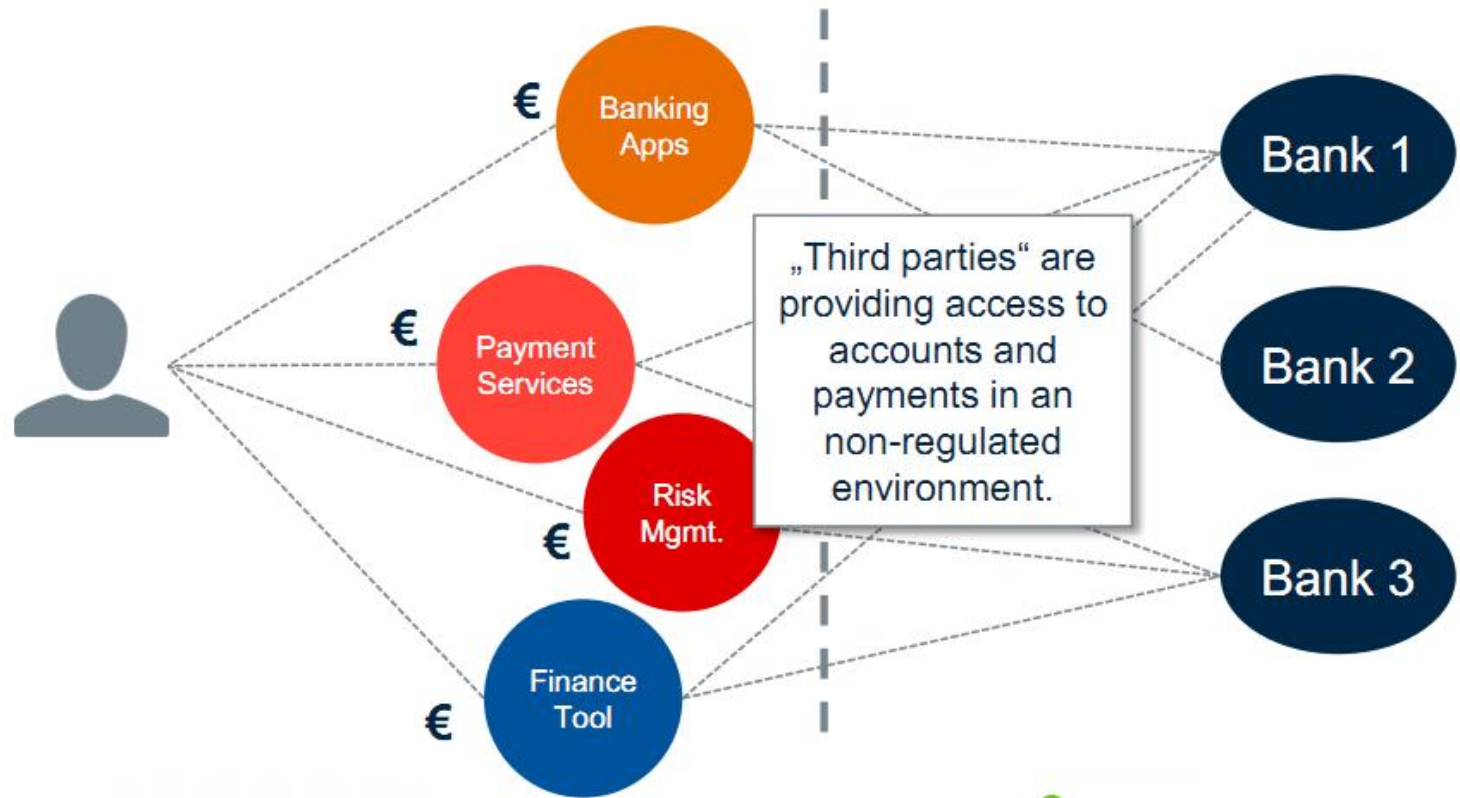 €
Banking
Apps
Bank 1
„Third parties“ are
providing access to
accounts and
payments in an
non-regulated
environment.
€
Payment
Services
Bank 2
Risk
Mgmt.
€
Bank 3
Finance
Tool
€